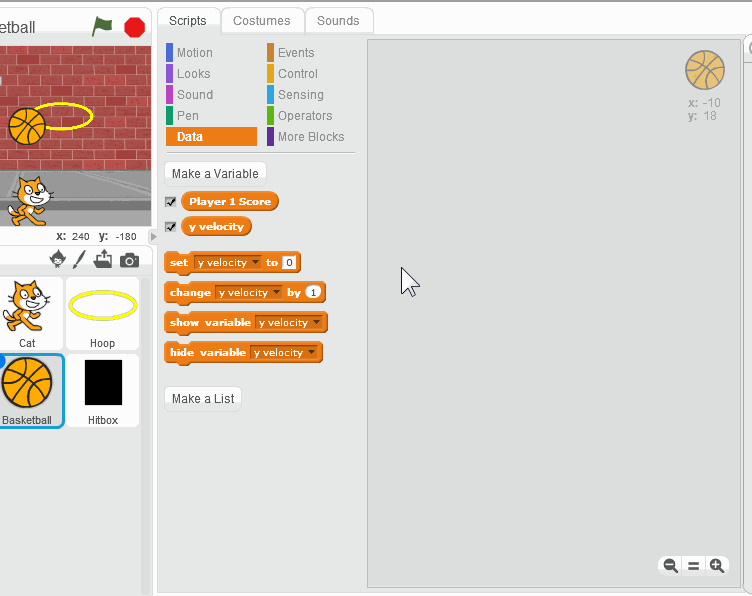 etball
Scripts
Costumes
Sounds
Motion
Events
Looks
Control
Sound
Sensing
Pen
Operators
Data
More Blocks
x: -10
y: 18
Make a Variable
Player 1 Score
y velocity
set y velocity to 0
change y velocity by 1
show variable y velocity
hide variable y velocity
Make a List
x: 240 y: -180
Cat
Hoop
Basketball
Hitbox